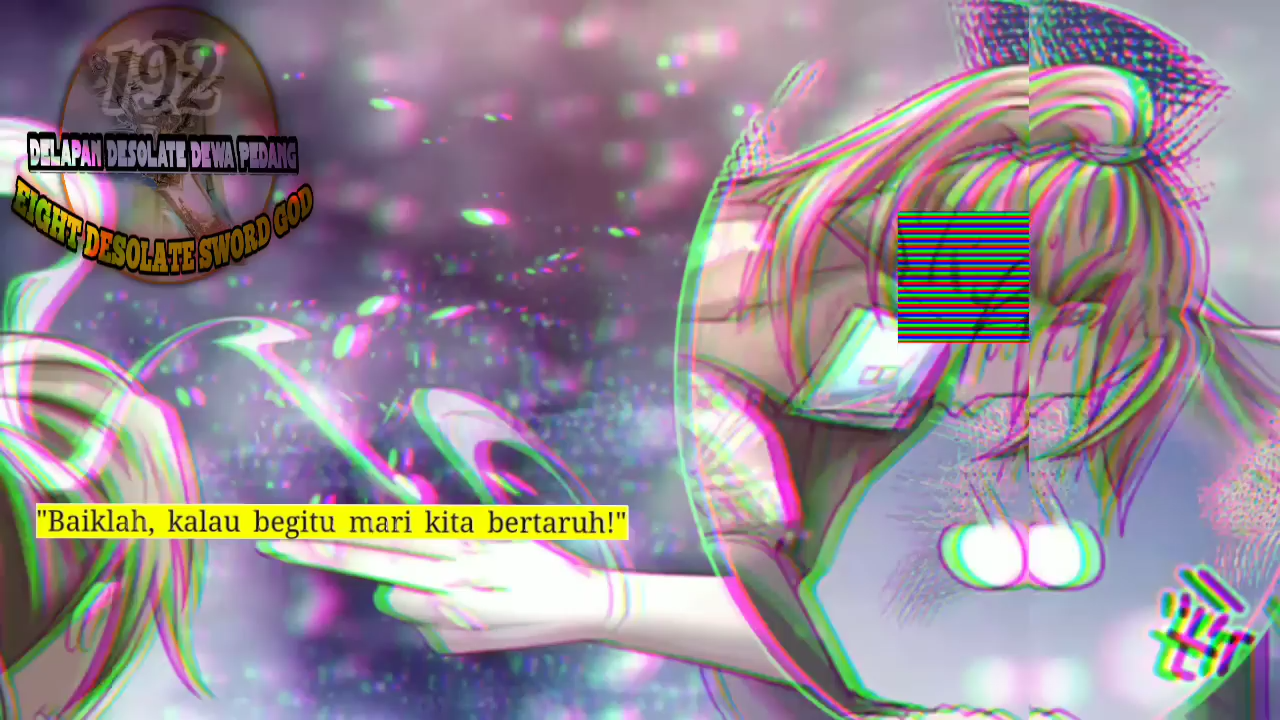 192
DELAPAN DESOLATE DEWA PEDANG
EIGHT DESOLATE SWORD GOD
"Baiklah, kalau begitu mari kita bertaruh!"